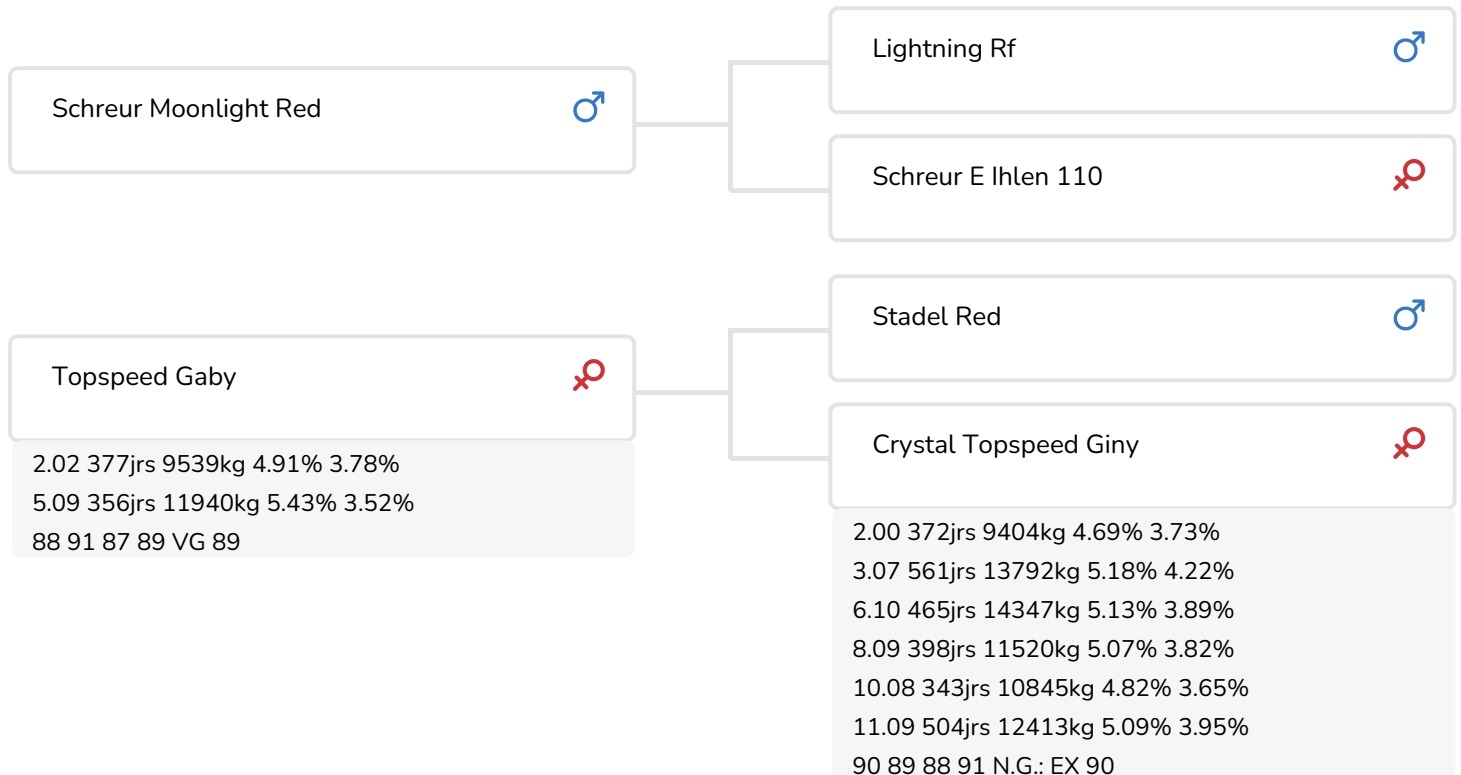 Lightning Rf
Schreur Moonlight Red
Schreur E Ihlen 110
Stadel Red
Topspeed Gaby
2.02 377jrs 9539kg 4.91% 3.78%
5.09 356jrs 11940kg 5.43% 3.52%
88 91 87 89 VG 89
Crystal Topspeed Giny
2.00 372jrs 9404kg 4.69% 3.73%
3.07 561jrs 13792kg 5.18% 4.22%
6.10 465jrs 14347kg 5.13% 3.89%
8.09 398jrs 11520kg 5.07% 3.82%
10.08 343jrs 10845kg 4.82% 3.65%
11.09 504jrs 12413kg 5.09% 3.95%
90 89 88 91 N.G.: EX 90